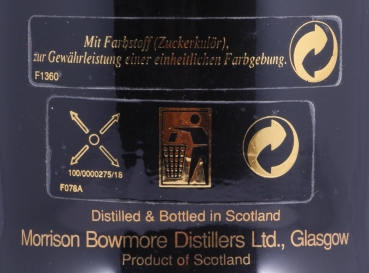 Mit Farbstoff (Zuckerkulör),
zur Gewährleistung einer einheitlichen Farbgebung.
F1360
100/0000275/18
F078A
Distilled & Bottled in Scotland
Morrison Bowmore Distillers Ltd., Glasgow
Product of Scotland